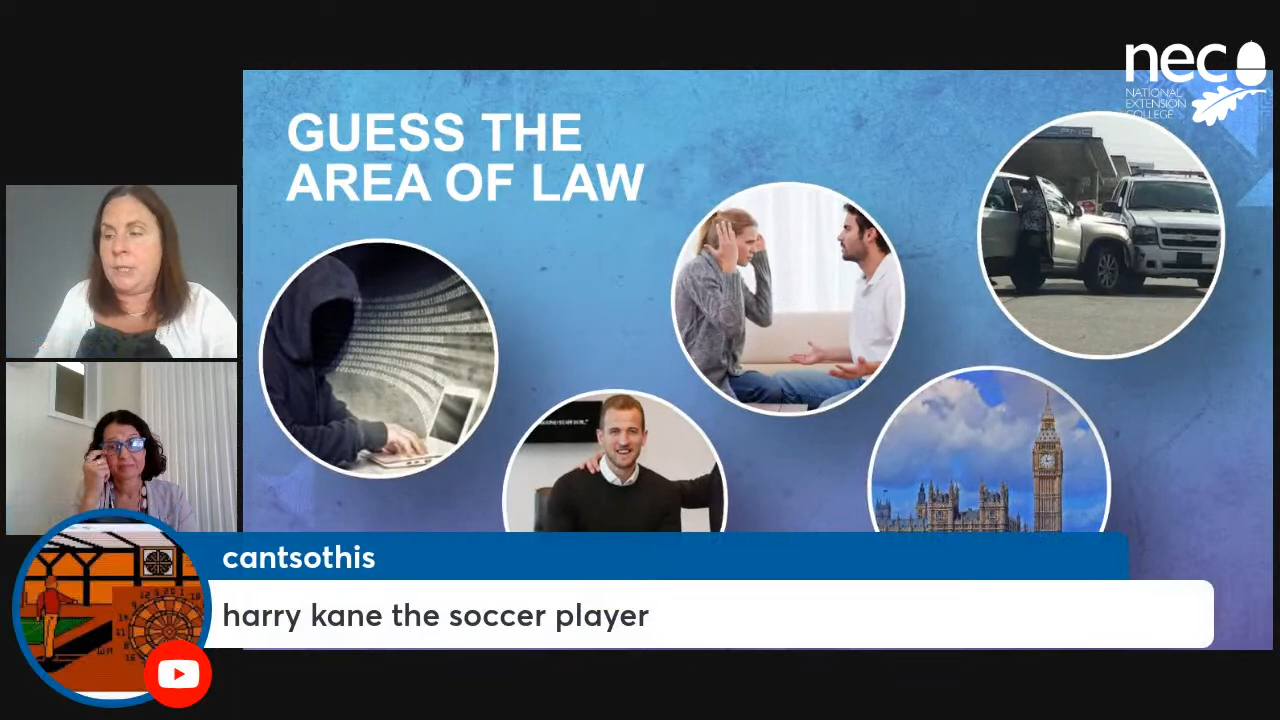 nec
NATIONAL
EXTENSION
COLLEGE
GUESS THE
AREA OF LAW
cantsothis
harry kane the soccer player